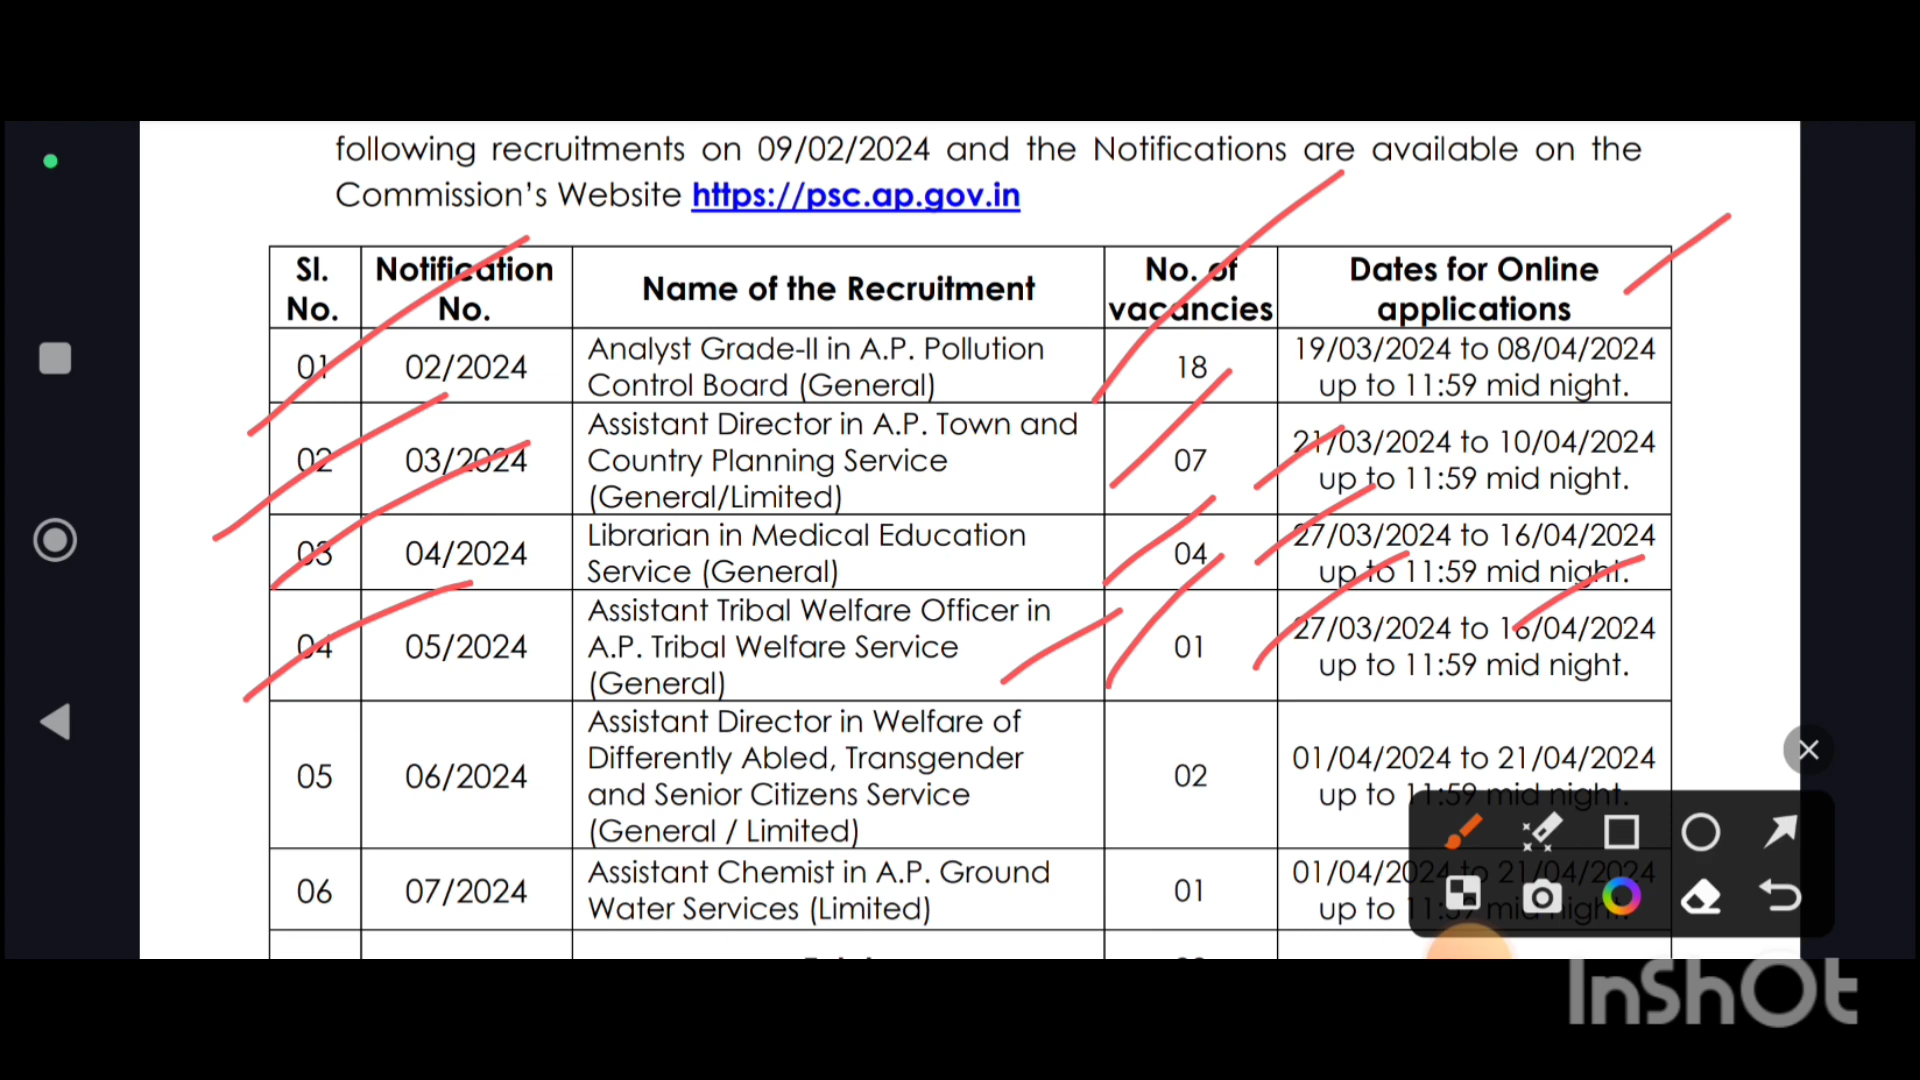 following recruitments on 09/02/2024 and the Notifications are available on the
Commission's Website https://psc.ap.gov.in
Sl. No. Notification No. Name of the Recruitment No. of vacancies Dates for Online applications
01 02/2024 Analyst Grade-II in A.P. Pollution Control Board (General) 18 19/03/2024 to 08/04/2024 up to 11:59 mid night.
02 03/2024 Assistant Director in A.P. Town and Country Planning Service (General/Limited) 07 21/03/2024 to 10/04/2024 up to 11:59 mid night.
03 04/2024 Librarian in Medical Education Service (General) 04 27/03/2024 to 16/04/2024 up to 11:59 mid night.
04 05/2024 Assistant Tribal Welfare Officer in A.P. Tribal Welfare Service (General) 01 27/03/2024 to 16/04/2024 up to 11:59 mid night.
05 06/2024 Assistant Director in Welfare of Differently Abled, Transgender and Senior Citizens Service (General / Limited) 02 01/04/2024 to 21/04/2024 up to 11:59 mid night.
06 07/2024 Assistant Chemist in A.P. Ground Water Services (Limited) 01 01/04/2024 to 21/04/2024 up to 11:59 mid night.
InShOt